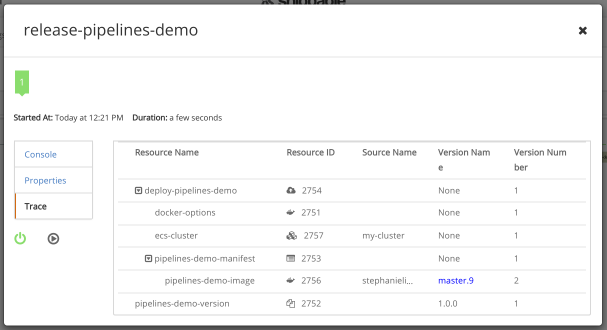 release-pipelines-demo
1
Started At: Today at 12:21 PM Duration: a few seconds
Console
Properties
Trace
Resource Name Resource ID Source Name Version Nam
e Version Num
ber
deploy-pipelines-demo 2754 None 1
docker-options 2751 None 1
ecs-cluster 2757 my-cluster None 1
pipelines-demo-manifest 2753 None 1
pipelines-demo-image 2756 stephanieli... master.9 2
pipelines-demo-version 2752 1.0.0 1